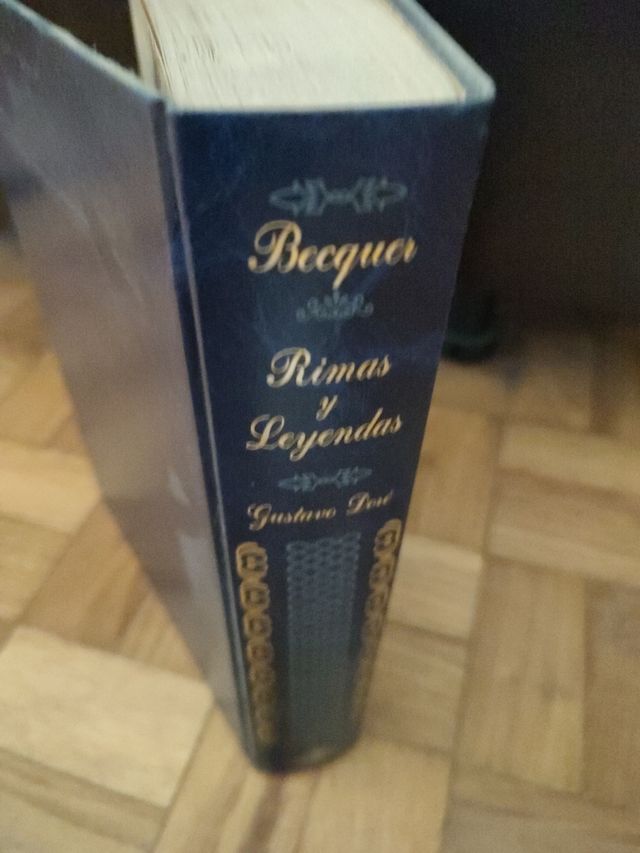 Becquer
Rimas
y
Leyendas
Gustavo Doré